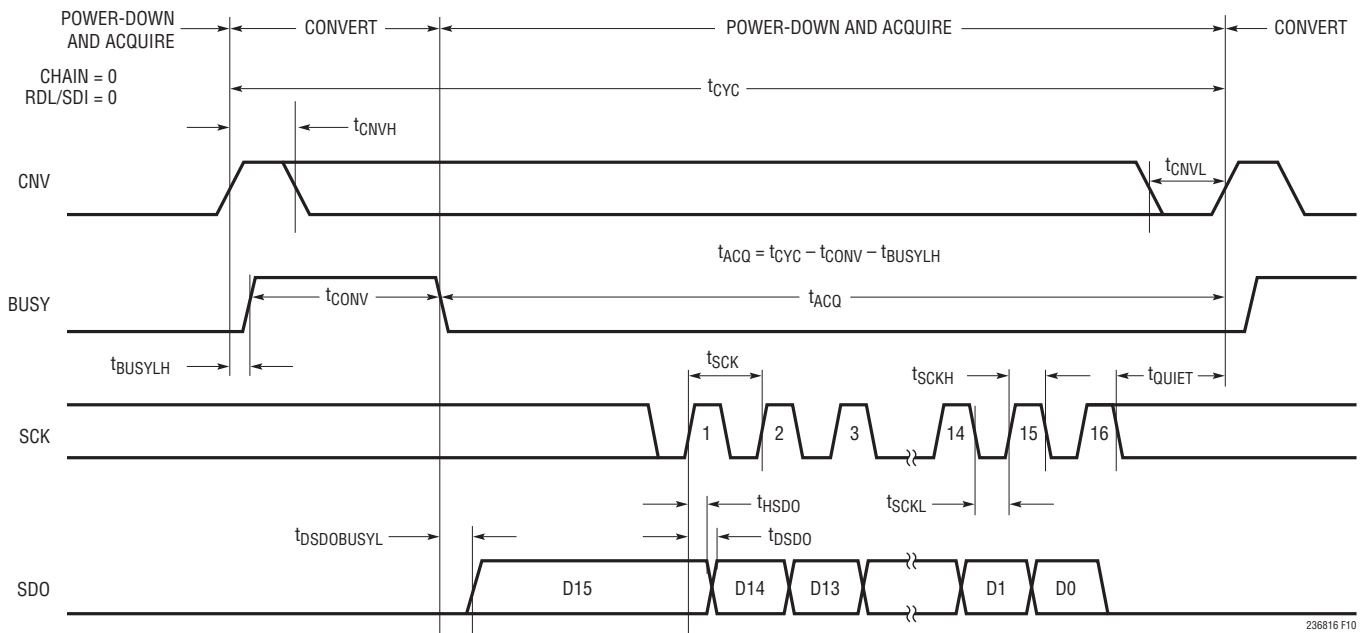 POWER-DOWN
AND ACQUIRE
CONVERT
POWER-DOWN AND ACQUIRE
CONVERT
CHAIN = 0
RDL/SDI = 0
tCYC
tCNVH
CNV
tCNVL
tACQ = tCYC – tCONV – tBUSYLH
BUSY
tCONV
tACQ
tBUSYLH
tSCK
tSCKH
tQUIET
SCK
1
2
3
14
15
16
tHSDO
tSCKL
tDSDOBUSYL
tDSDO
SDO
D15
D14
D13
D1
D0
236816 F10